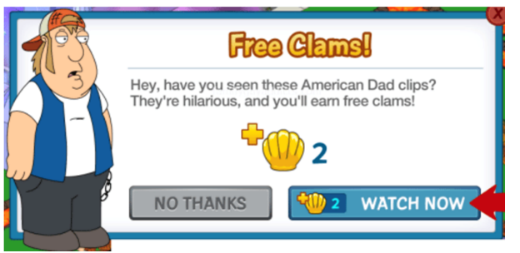 Free Clams!
Hey, have you seen these American Dad clips?
They're hilarious, and you'll earn free clams!
+ 2
NO THANKS
+ 2 WATCH NOW
X